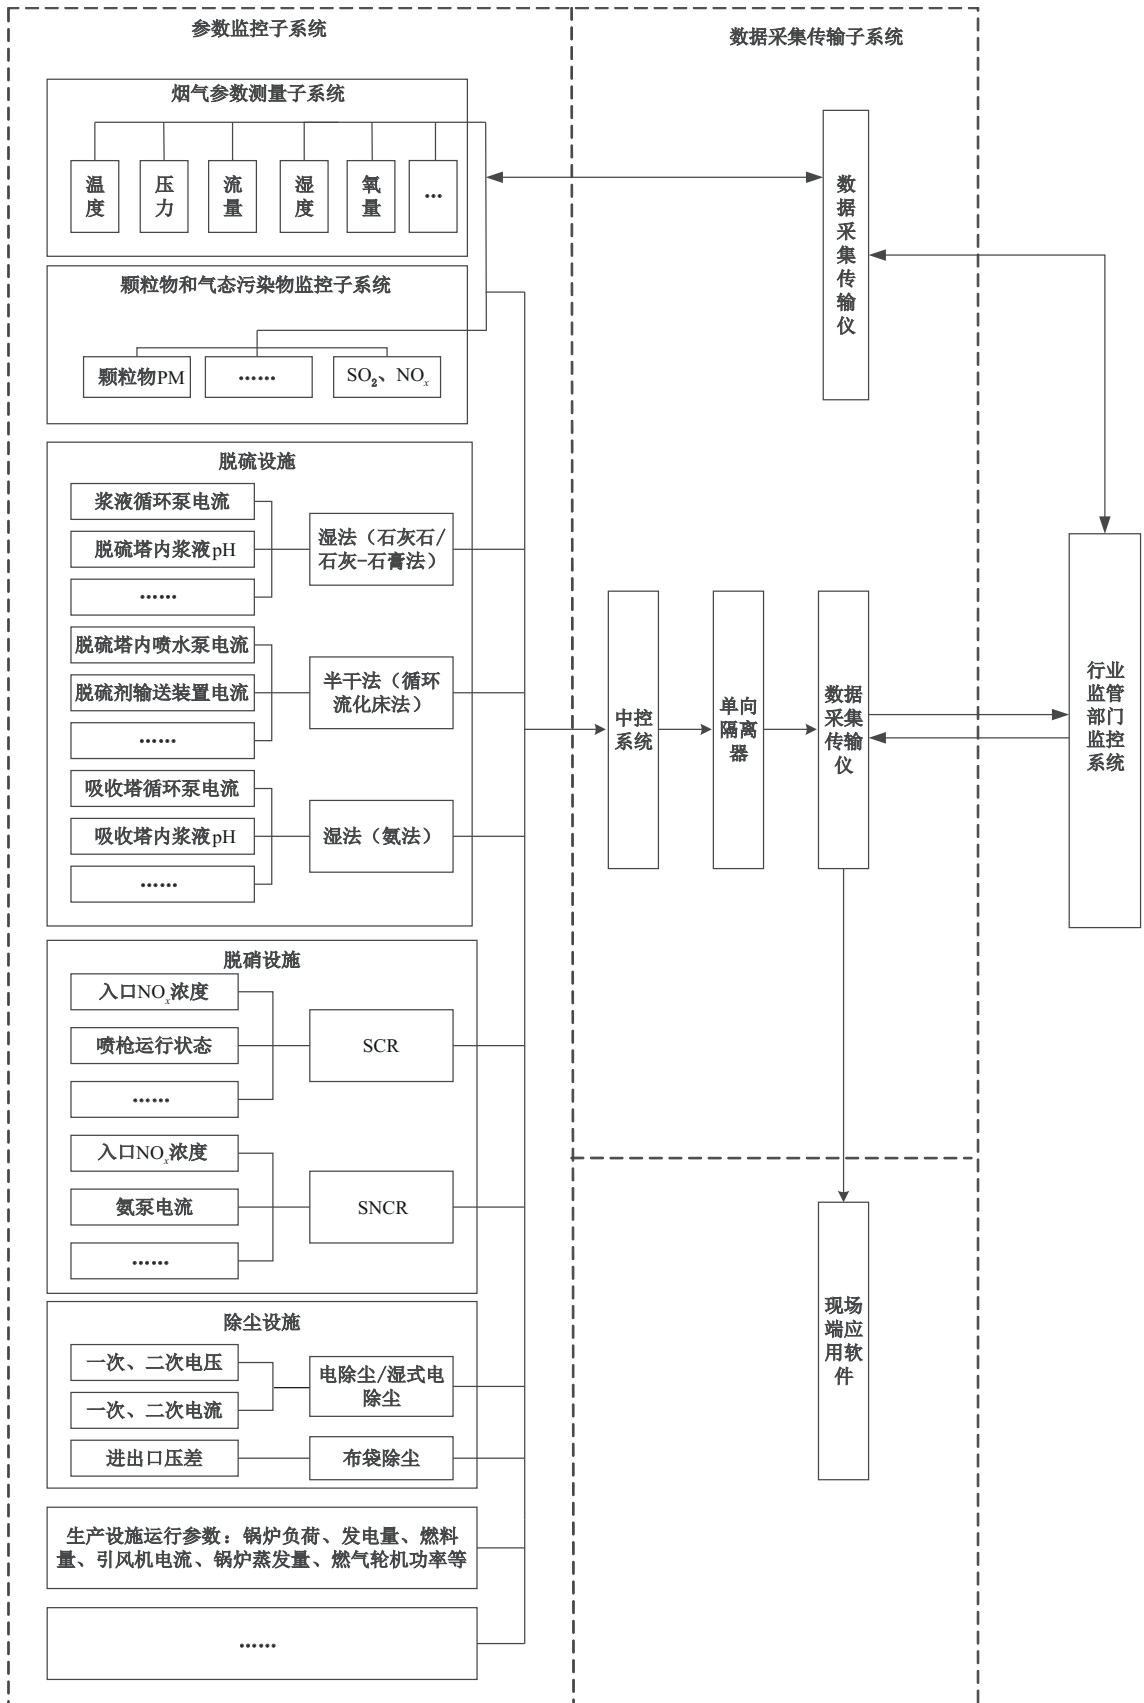 参数监控子系统
数据采集传输子系统
烟气参数测量子系统
温
度
压
力
流
量
湿
度
氧
量
...
数
据
采
集
传
输
仪
颗粒物和气态污染物监控子系统
颗粒物PM
……
SO₂、NOₓ
脱硫设施
浆液循环泵电流
脱硫塔内浆液pH
……
湿法（石灰石/
石灰-石膏法）
脱硫塔内喷水泵电流
脱硫剂输送装置电流
……
半干法（循环
流化床法）
吸收塔循环泵电流
吸收塔内浆液pH
……
湿法（氨法）
中控
系统
单向
隔离
器
数据
采集
传输
仪
行业
监管
部门
监控
系统
脱硝设施
入口NOₓ浓度
喷枪运行状态
……
SCR
入口NOₓ浓度
氨泵电流
……
SNCR
现场
端应
用软
件
除尘设施
一次、二次电压
一次、二次电流
电除尘/湿式电
除尘
进出口压差
布袋除尘
生产设施运行参数：锅炉负荷、发电量、燃料
量、引风机电流、锅炉蒸发量、燃气轮机功率等
……